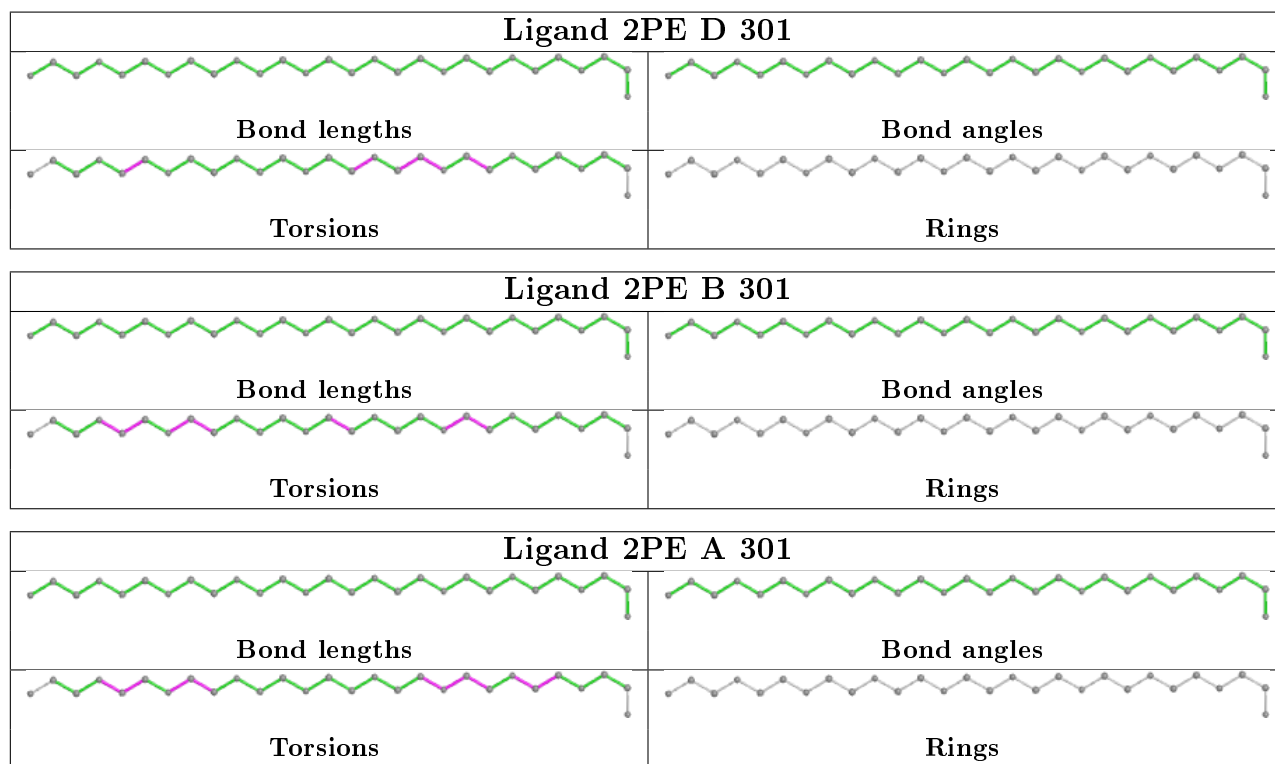 Ligand 2PE D 301
Bond lengths
Bond angles
Torsions
Rings
Ligand 2PE B 301
Bond lengths
Bond angles
Torsions
Rings
Ligand 2PE A 301
Bond lengths
Bond angles
Torsions
Rings